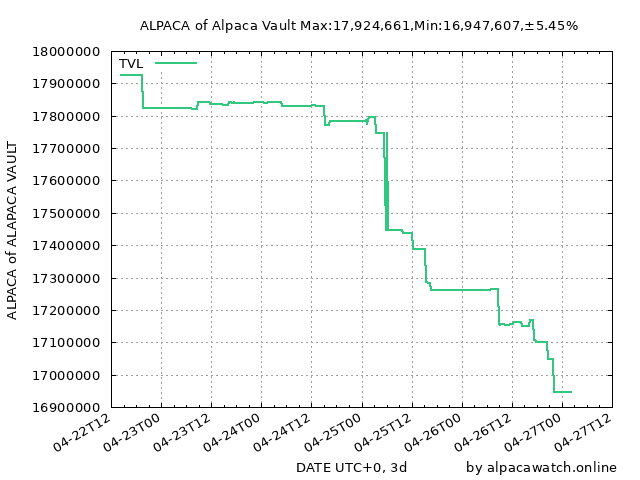 ALPACA of Alpaca Vault Max:17,924,661,Min:16,947,607,±5.45%
TVL
18000000
17900000
17800000
17700000
17600000
17500000
17400000
17300000
17200000
17100000
17000000
16900000
ALPACA of ALAPACA VAULT
04-22T12
04-23T00
04-23T12
04-24T00
04-24T12
04-25T00
04-25T12
04-26T00
04-26T12
04-27T00
04-27T12
DATE UTC+0, 3d
by alpacawatch.online